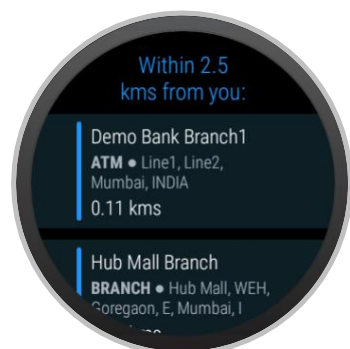 Within 2.5
kms from you:
Demo Bank Branch1
ATM ● Line1, Line2,
Mumbai, INDIA
0.11 kms
Hub Mall Branch
BRANCH ● Hub Mall, WEH,
Goregaon, E, Mumbai, I